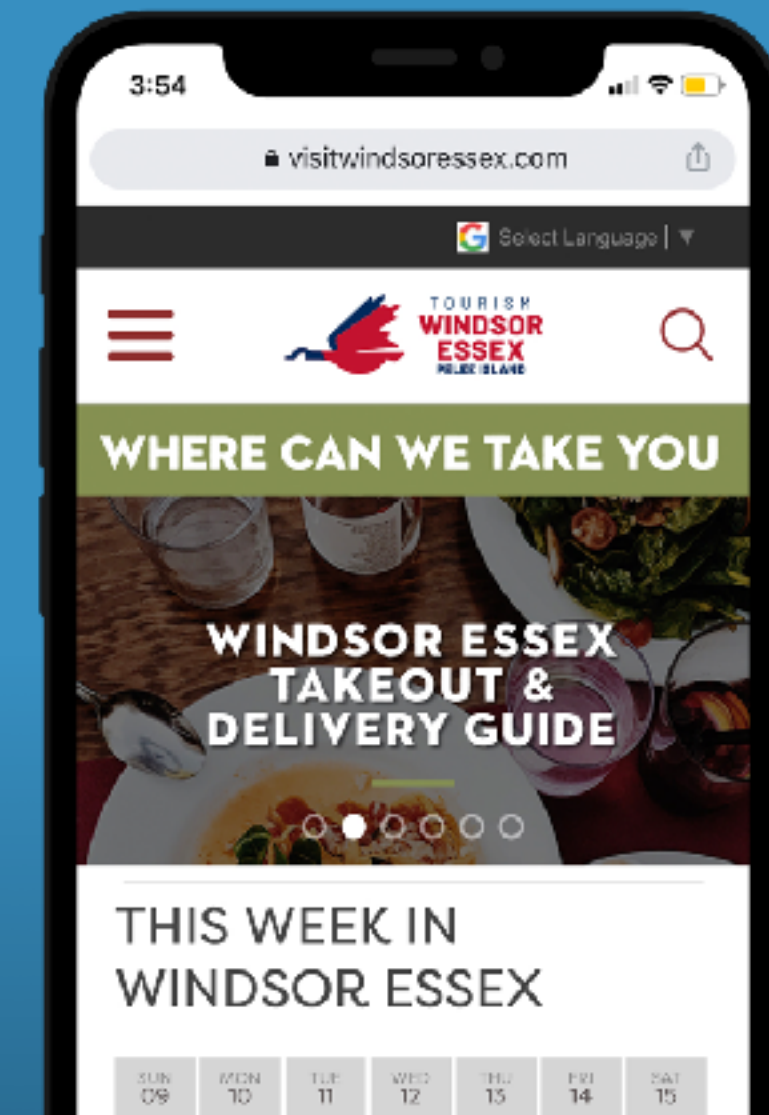 3:54
visitwindsoressex.com
Select Language
TOURISM
WINDSOR
ESSEX
PELEE ISLAND
WHERE CAN WE TAKE YOU
WINDSOR ESSEX
TAKEOUT &
DELIVERY GUIDE
THIS WEEK IN
WINDSOR ESSEX
SUN MON TUE WED THU FRI SAT
09 10 11 12 13 14 15